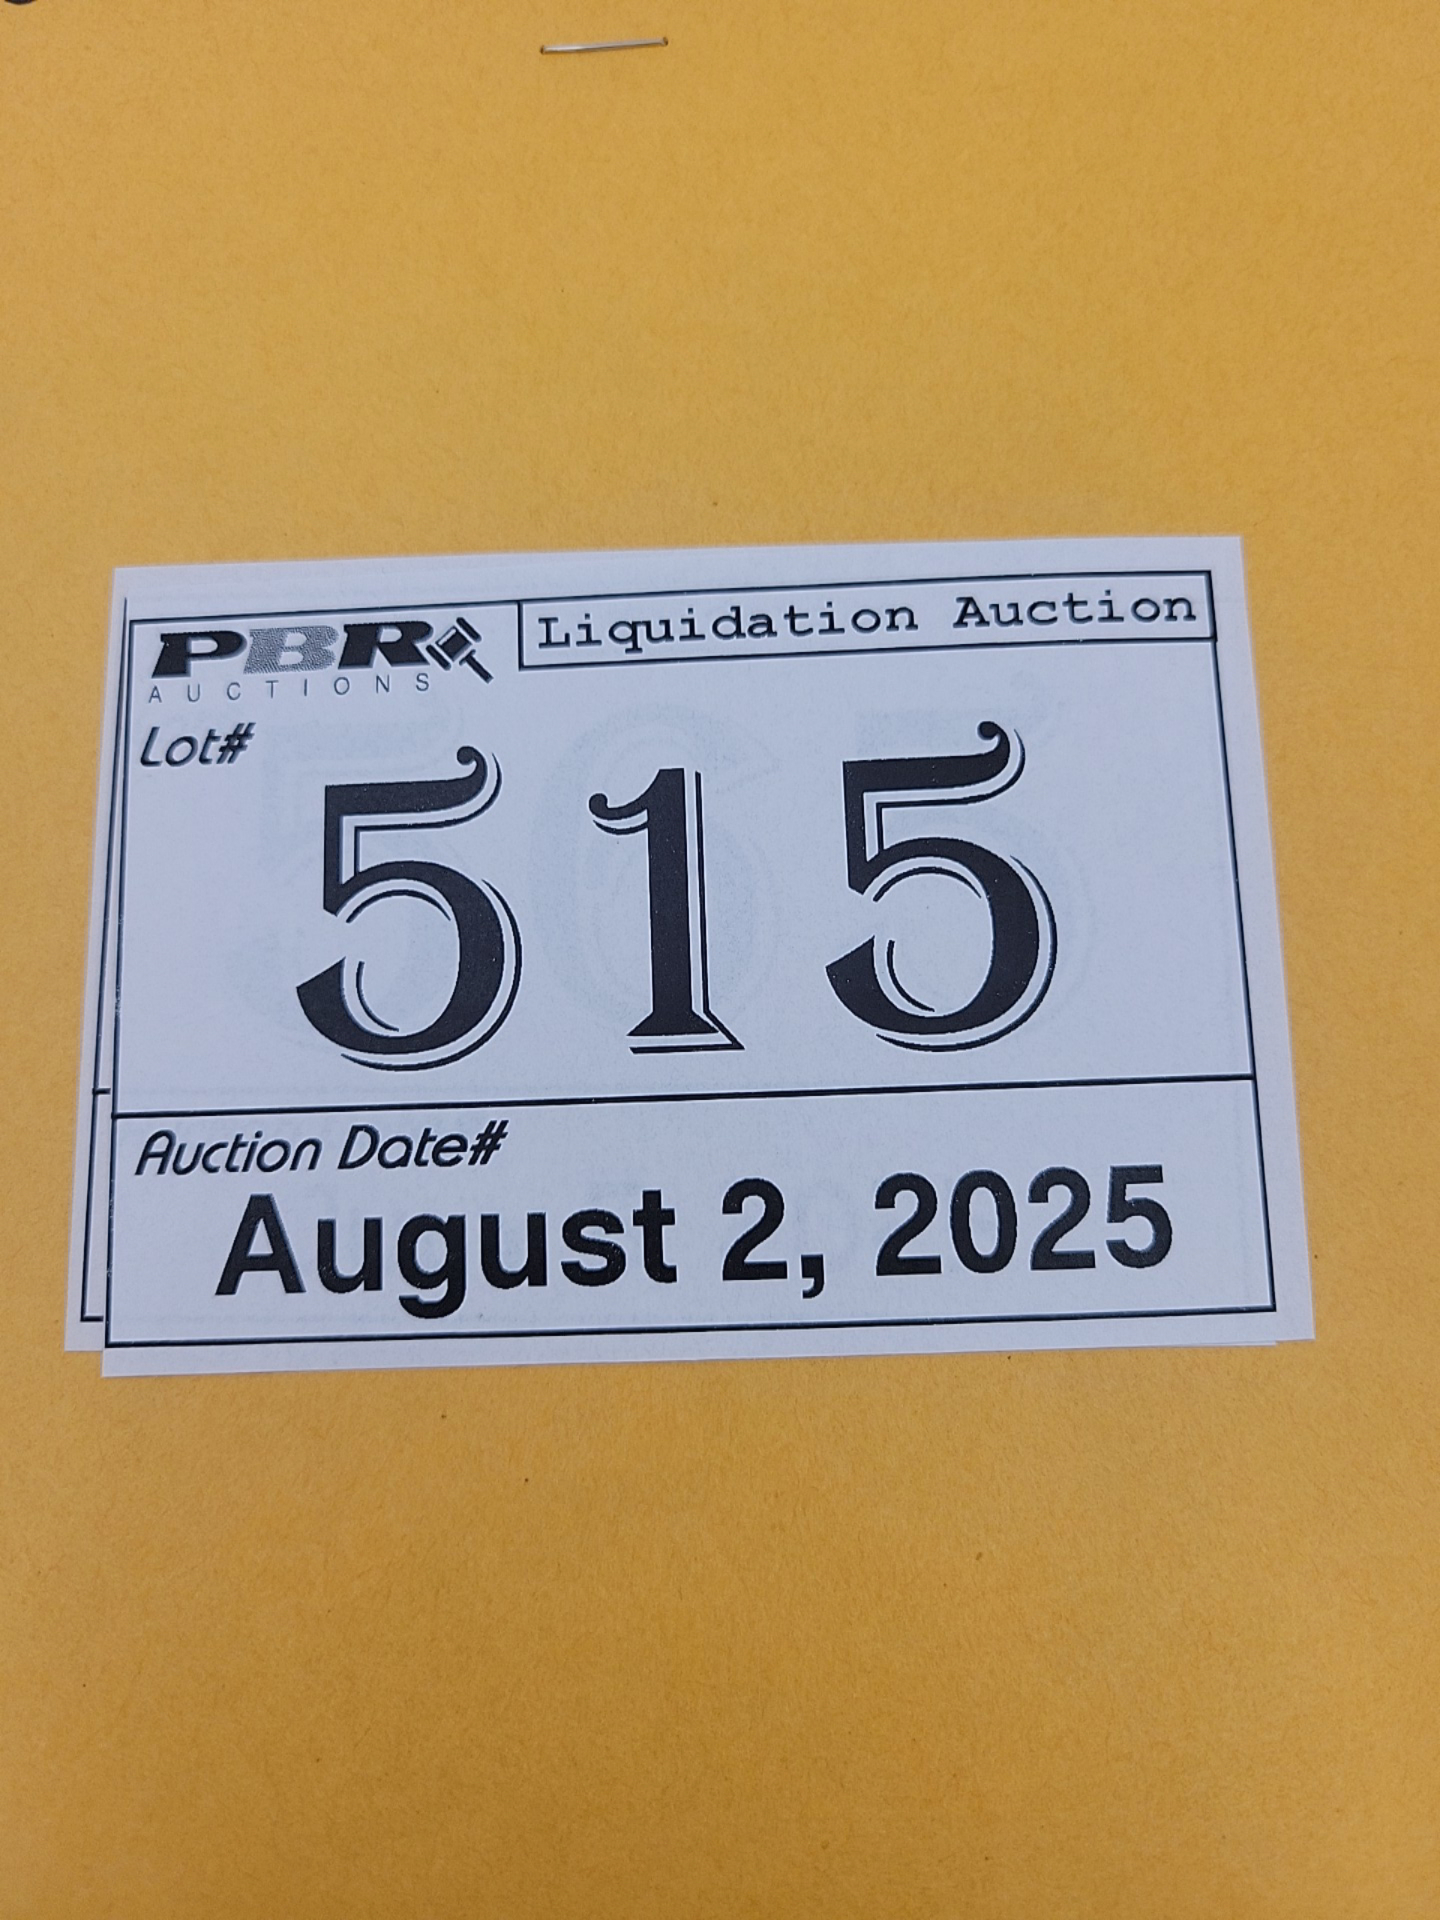 PBR
AUCTIONS
Liquidation Auction
Lot#
515
Auction Date#
August 2, 2025